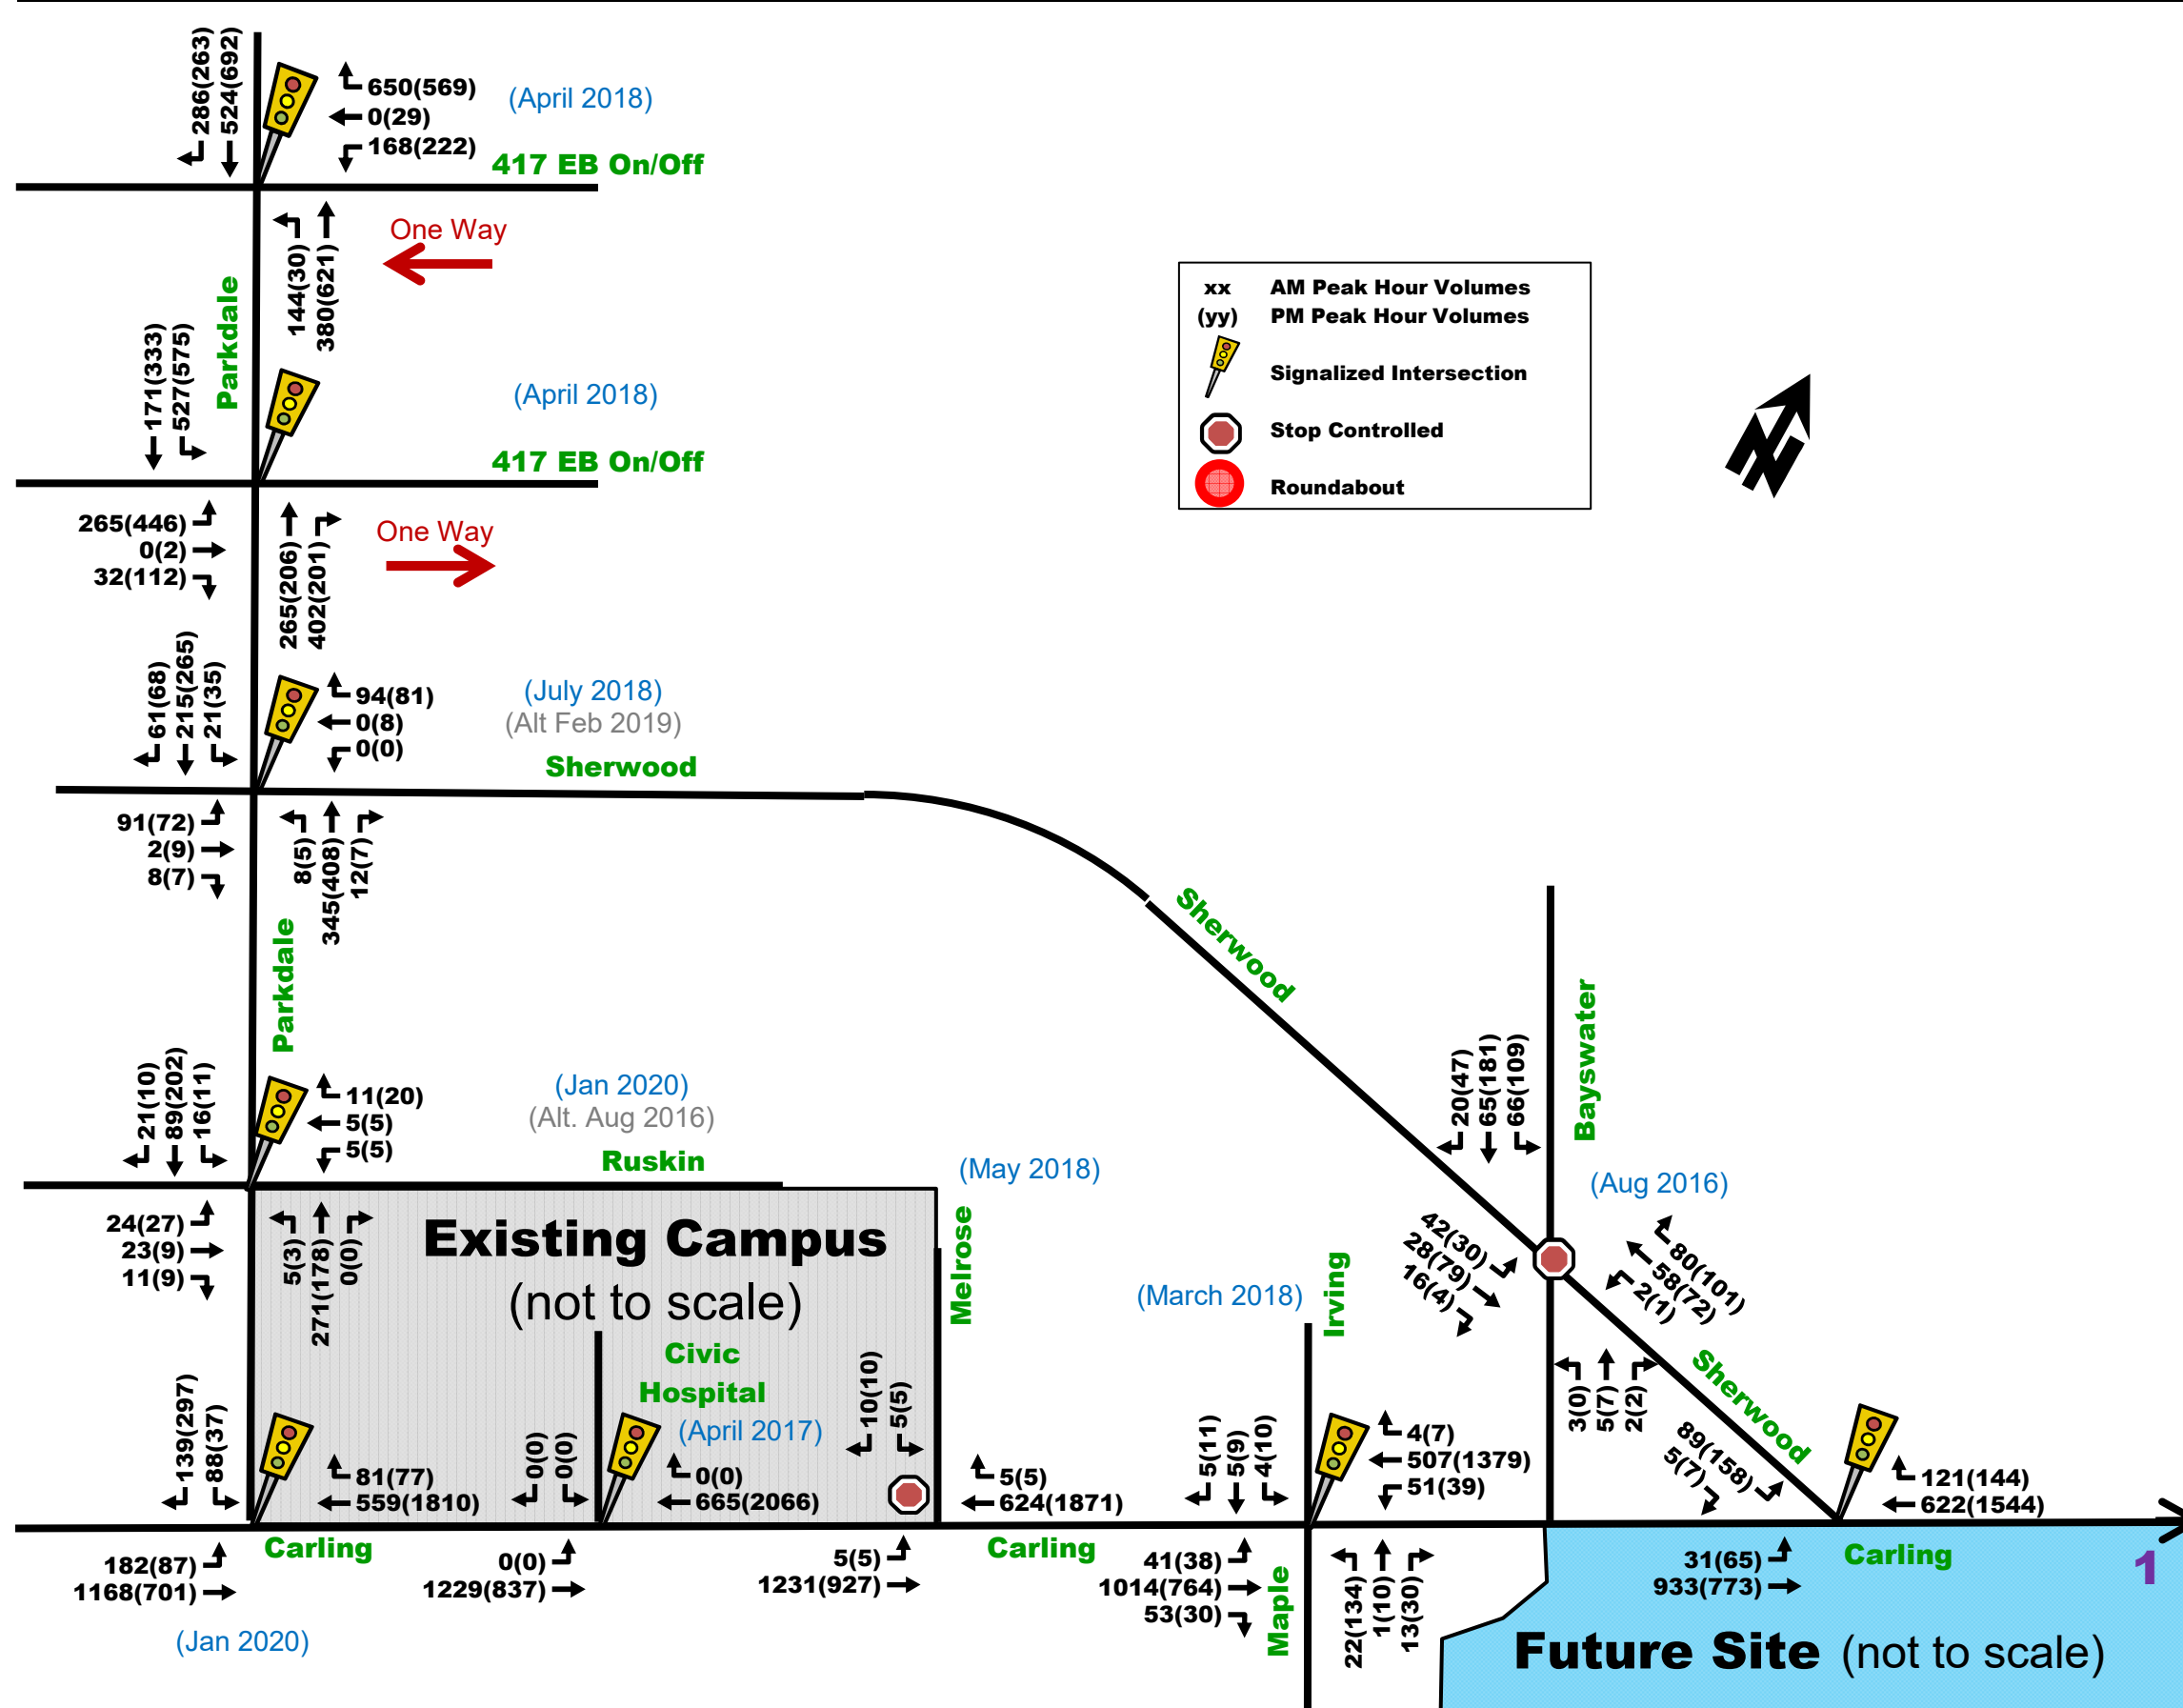 286(263)
524(692)
650(569)
0(29)
168(222)
(April 2018)
417 EB On/Off
144(30)
380(621)
One Way
Parkdale
171(333)
527(575)
(April 2018)
417 EB On/Off
265(446)
0(2)
32(112)
265(206)
402(201)
One Way
xx AM Peak Hour Volumes
(yy) PM Peak Hour Volumes
Signalized Intersection
Stop Controlled
Roundabout
N
61(68)
215(265)
21(35)
94(81)
0(8)
0(0)
(July 2018)
(Alt Feb 2019)
Sherwood
91(72)
2(9)
8(7)
8(5)
345(408)
12(7)
Parkdale
Sherwood
Bayswater
21(10)
89(202)
16(11)
11(20)
5(5)
5(5)
(Jan 2020)
(Alt. Aug 2016)
Ruskin
(May 2018)
20(47)
65(181)
66(109)
(Aug 2016)
24(27)
23(9)
11(9)
5(3)
271(178)
0(0)
Existing Campus
(not to scale)
Melrose
(March 2018)
Irving
42(30)
28(79)
16(4)
80(101)
58(72)
2(1)
3(0)
5(7)
2(2)
Sherwood
Civic
Hospital
(April 2017)
139(297)
88(37)
81(77)
559(1810)
0(0)
0(0)
0(0)
665(2066)
10(10)
5(5)
5(5)
624(1871)
5(11)
5(9)
4(10)
4(7)
507(1379)
51(39)
89(158)
5(7)
121(144)
622(1544)
Carling
182(87)
1168(701)
0(0)
1229(837)
5(5)
1231(927)
Carling
41(38)
1014(764)
53(30)
Maple
22(134)
1(10)
13(30)
31(65)
933(773)
Carling
1
(Jan 2020)
Future Site (not to scale)